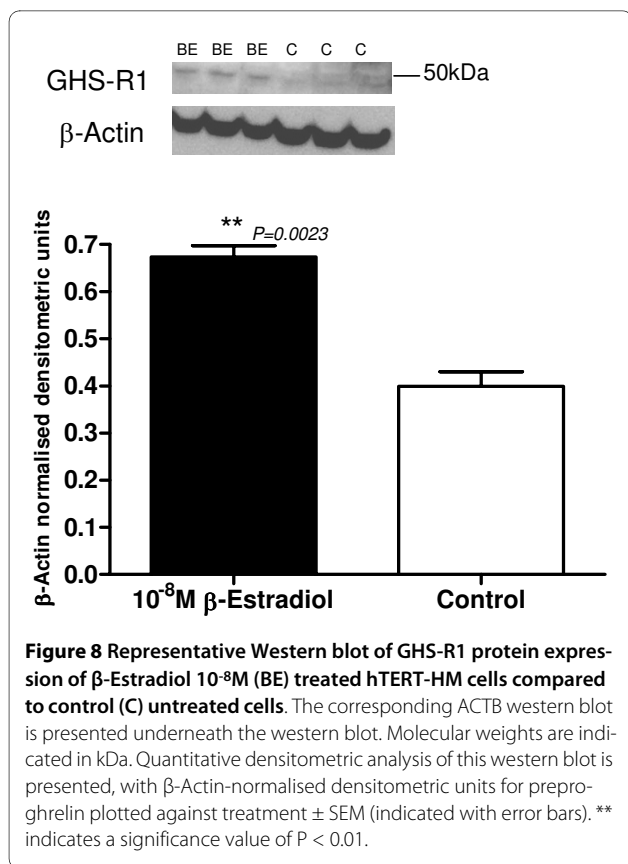 BE BE BE C C C
GHS-R1 50kDa
β-Actin
β-Actin normalised densitometric units
** P=0.0023
0.7
0.6
0.5
0.4
0.3
0.2
0.1
0.0
10⁻⁸M β-Estradiol Control
Figure 8 Representative Western blot of GHS-R1 protein expres-
sion of β-Estradiol 10⁻⁸M (BE) treated hTERT-HM cells compared
to control (C) untreated cells. The corresponding ACTB western blot
is presented underneath the western blot. Molecular weights are indi-
cated in kDa. Quantitative densitometric analysis of this western blot is
presented, with β-Actin-normalised densitometric units for prepro-
ghrelin plotted against treatment ± SEM (indicated with error bars). **
indicates a significance value of P < 0.01.